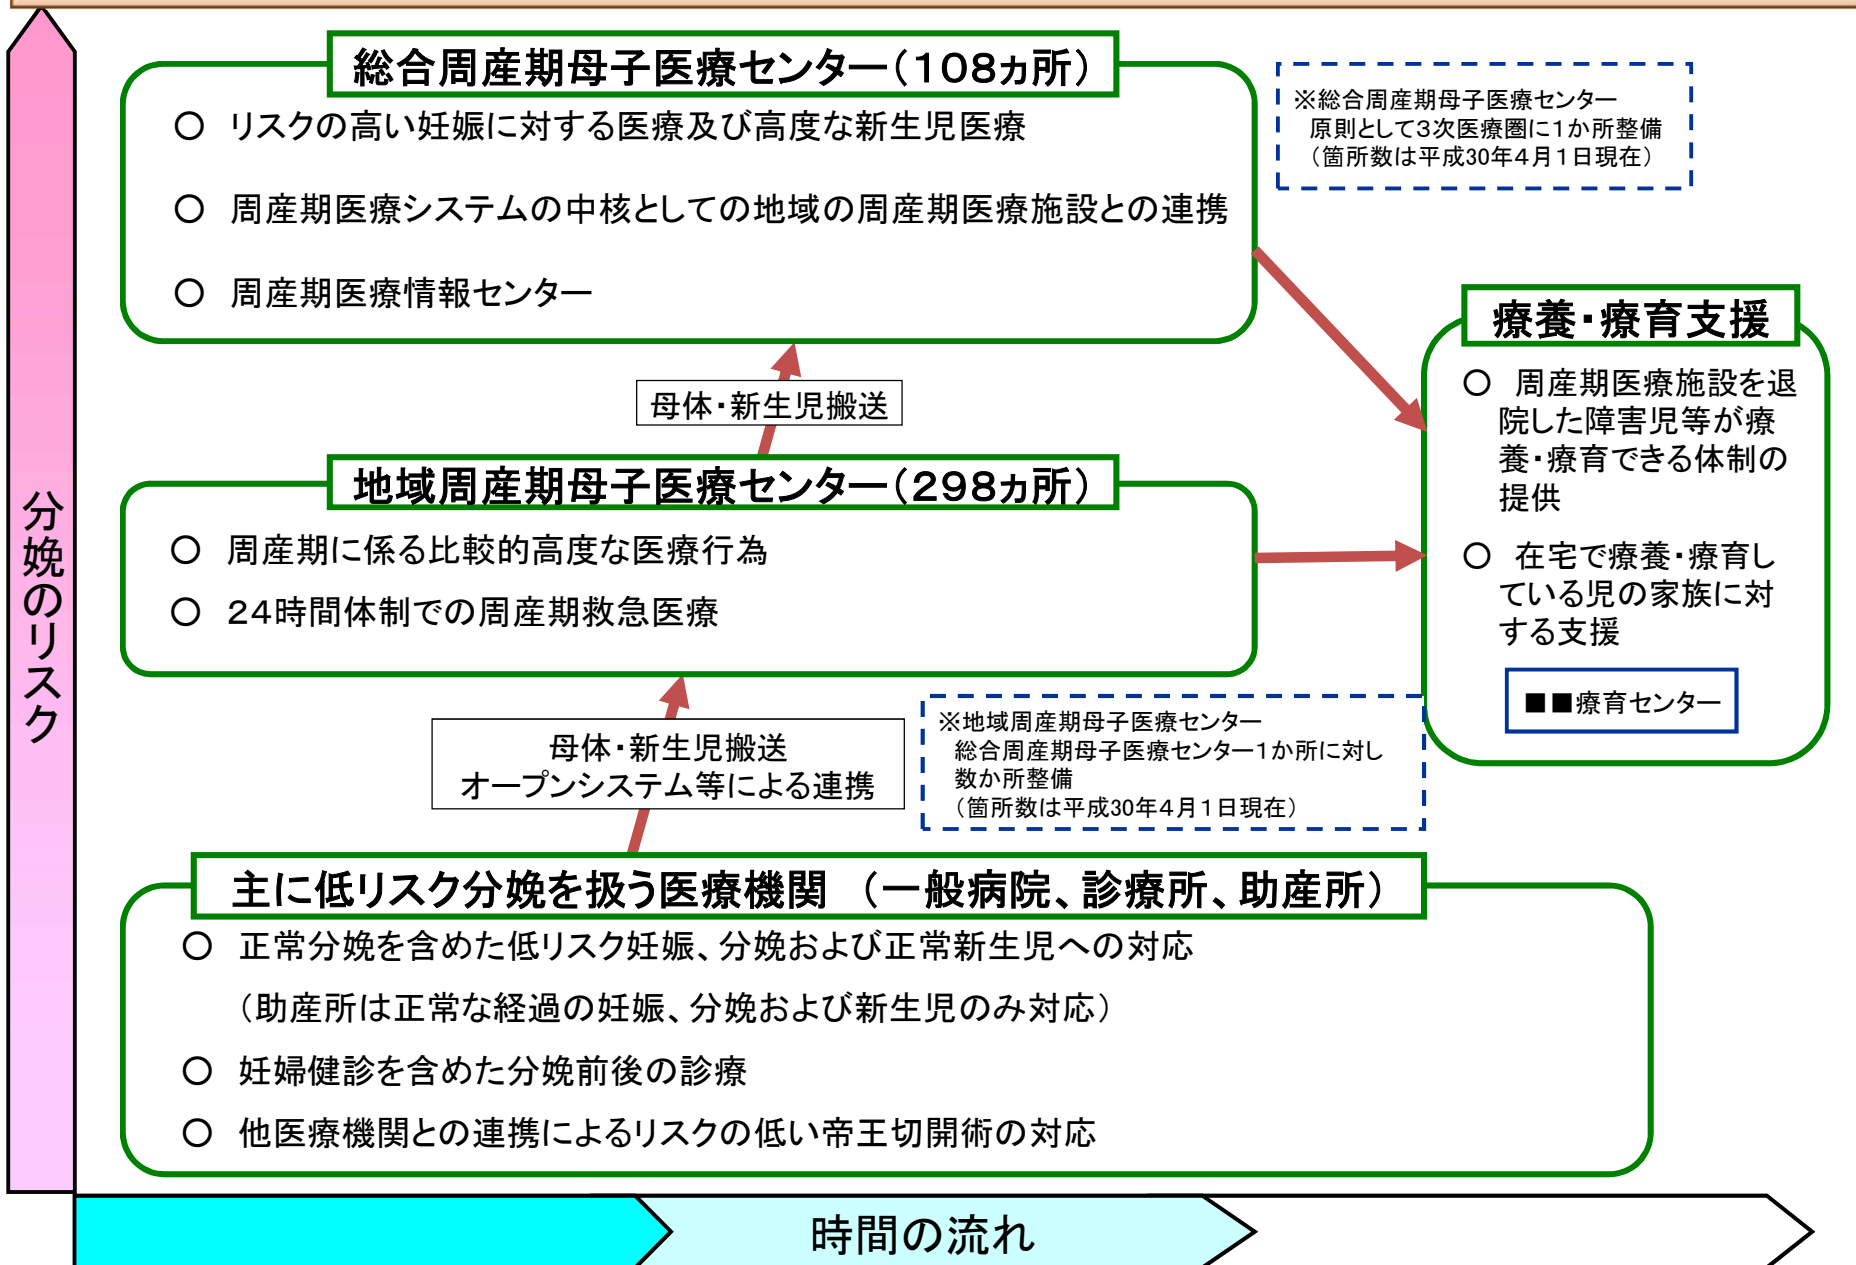 総合周産期母子医療センター（１０８ヵ所）
○　リスクの高い妊娠に対する医療及び高度な新生児医療
○　周産期医療システムの中核としての地域の周産期医療施設との連携
○　周産期医療情報センター
※総合周産期母子医療センター
原則として３次医療圏に１か所整備
（箇所数は平成30年４月１日現在）
母体・新生児搬送
療養・療育支援
○　周産期医療施設を退
院した障害児等が療
養・療育できる体制の
提供
○　在宅で療養・療育し
ている児の家族に対
する支援
■■療育センター
地域周産期母子医療センター（２９８ヵ所）
○　周産期に係る比較的高度な医療行為
○　２４時間体制での周産期救急医療
母体・新生児搬送
オープンシステム等による連携
※地域周産期母子医療センター
総合周産期母子医療センター１か所に対し
数か所整備
（箇所数は平成30年４月１日現在）
主に低リスク分娩を扱う医療機関　（一般病院、診療所、助産所）
○　正常分娩を含めた低リスク妊娠、分娩および正常新生児への対応
（助産所は正常な経過の妊娠、分娩および新生児のみ対応）
○　妊婦健診を含めた分娩前後の診療
○　他医療機関との連携によるリスクの低い帝王切開術の対応
分娩のリスク
時間の流れ